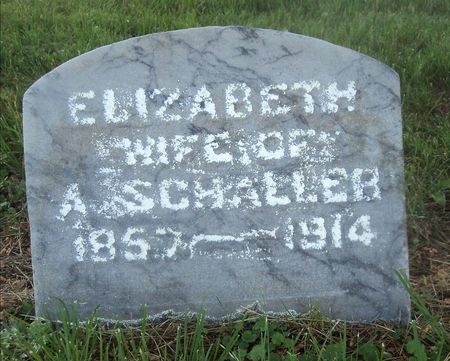 ELIZABETH
WIFE OF
A. SCHALLER
1857 — 1914